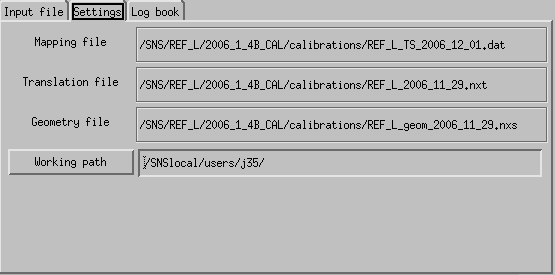 Input file Settings Log book
Mapping file /SNS/REF_L/2006_1_4B_CAL/calibrations/REF_L_TS_2006_12_01.dat
Translation file /SNS/REF_L/2006_1_4B_CAL/calibrations/REF_L_2006_11_29.nxt
Geometry file /SNS/REF_L/2006_1_4B_CAL/calibrations/REF_L_geom_2006_11_29.nxs
Working path /SNSlocal/users/j35/